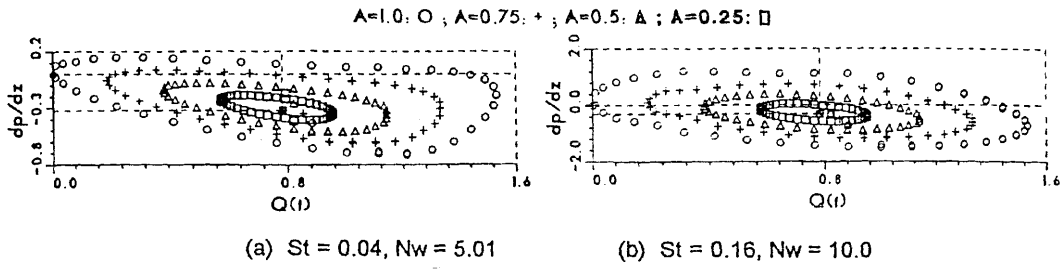 A=1.0: O ; A=0.75: + ; A=0.5: Δ ; A=0.25: □
dp/dz
0.2
-0.3
-0.8
0.0
0.8
1.6
Q(t)
(a) St = 0.04, Nw = 5.01
dp/dz
2.0
0.0
-2.0
0.0
0.8
1.6
Q(t)
(b) St = 0.16, Nw = 10.0